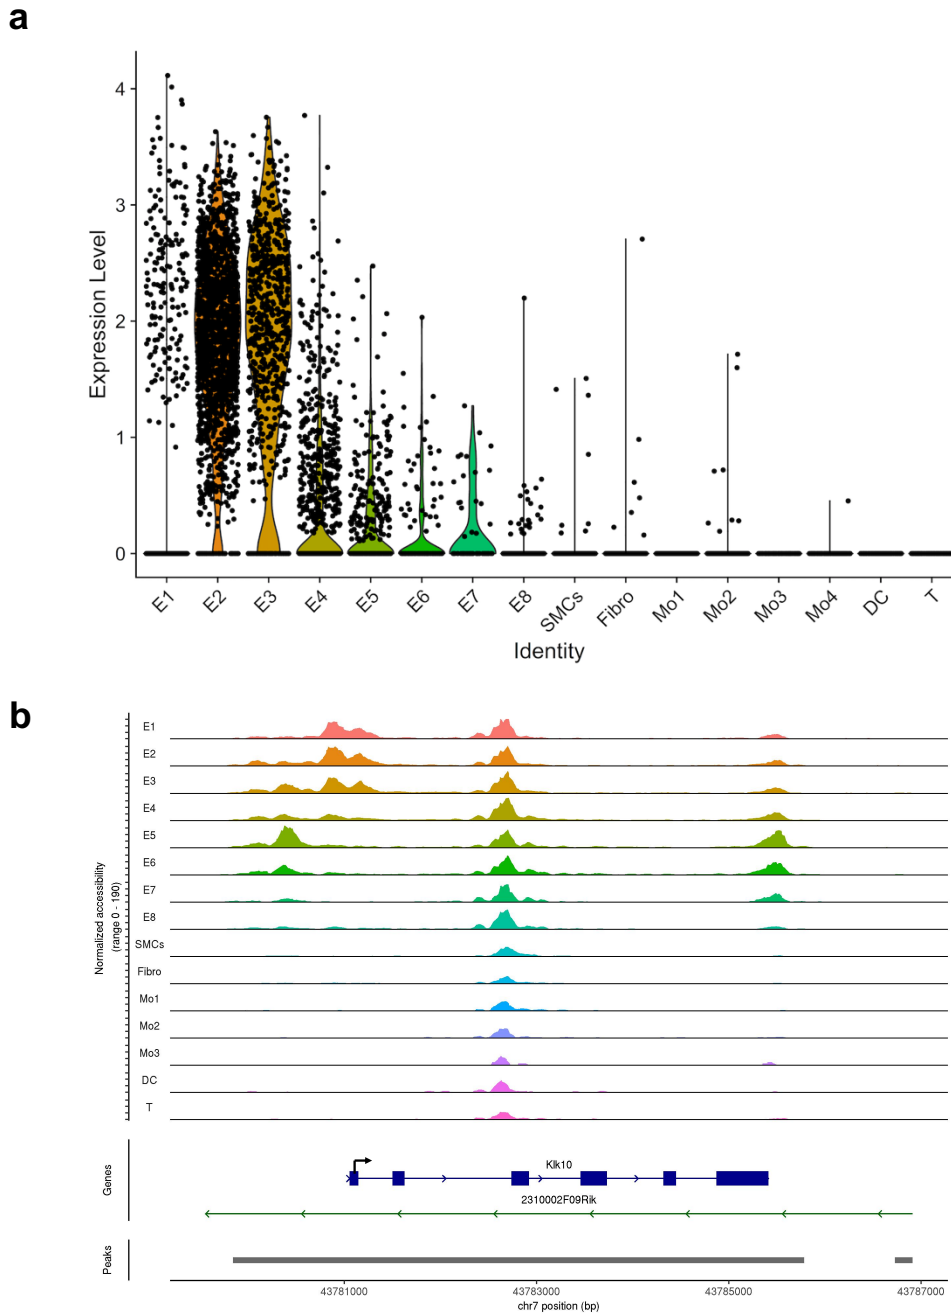 a
4
3
2
1
0
Expression Level
E1 E2 E3 E4 E5 E6 E7 E8 SMCs Fibro Mo1 Mo2 Mo3 Mo4 DC T
Identity
b
E1
E2
E3
E4
E5
E6
E7
E8
SMCs
Fibro
Mo1
Mo2
Mo3
DC
T
Normalized accessibility
(range 0 - 190)
Genes
Klk10
2310002F09Rik
Peaks
43781000 43783000 43785000 43787000
chr7 position (bp)